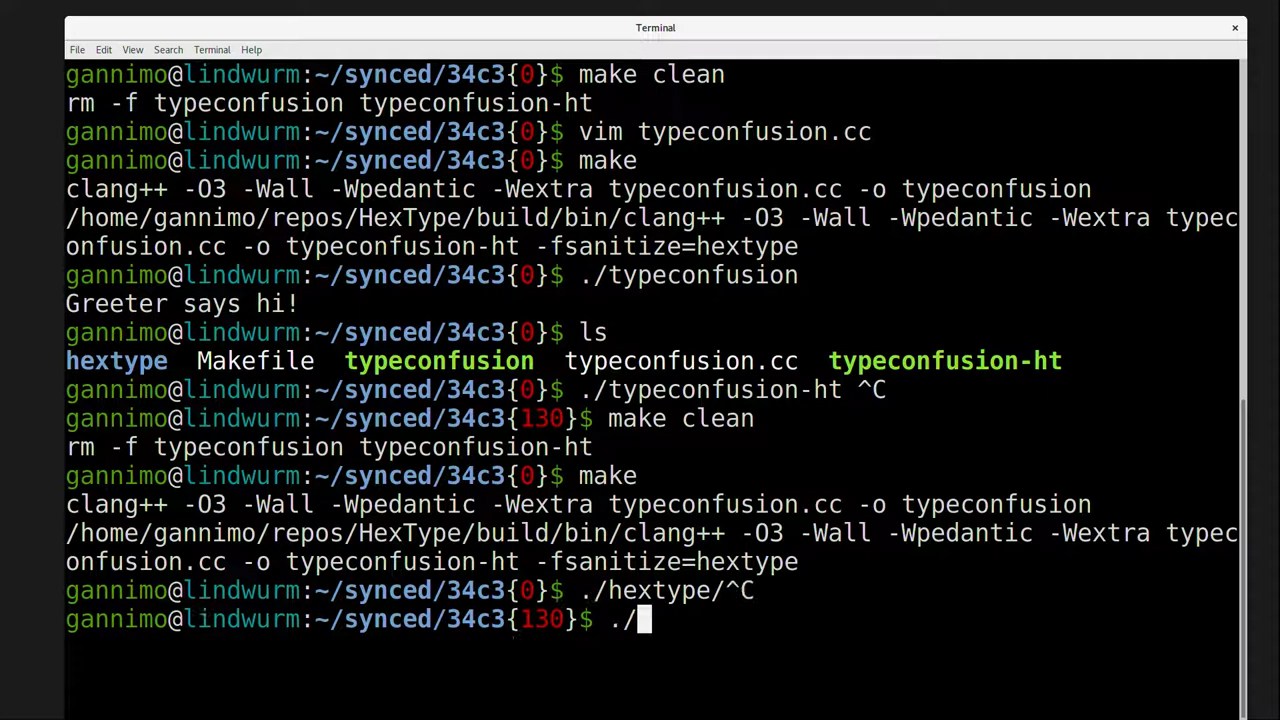 Terminal
File Edit View Search Terminal Help
gannimo@lindwurm:~/synced/34c3{0}$ make clean
rm -f typeconfusion typeconfusion-ht
gannimo@lindwurm:~/synced/34c3{0}$ vim typeconfusion.cc
gannimo@lindwurm:~/synced/34c3{0}$ make
clang++ -O3 -Wall -Wpedantic -Wextra typeconfusion.cc -o typeconfusion
/home/gannimo/repos/HexType/build/bin/clang++ -O3 -Wall -Wpedantic -Wextra typec
onfusion.cc -o typeconfusion-ht -fsanitize=hextype
gannimo@lindwurm:~/synced/34c3{0}$ ./typeconfusion
Greeter says hi!
gannimo@lindwurm:~/synced/34c3{0}$ ls
hextype Makefile typeconfusion typeconfusion.cc typeconfusion-ht
gannimo@lindwurm:~/synced/34c3{0}$ ./typeconfusion-ht ^C
gannimo@lindwurm:~/synced/34c3{130}$ make clean
rm -f typeconfusion typeconfusion-ht
gannimo@lindwurm:~/synced/34c3{0}$ make
clang++ -O3 -Wall -Wpedantic -Wextra typeconfusion.cc -o typeconfusion
/home/gannimo/repos/HexType/build/bin/clang++ -O3 -Wall -Wpedantic -Wextra typec
onfusion.cc -o typeconfusion-ht -fsanitize=hextype
gannimo@lindwurm:~/synced/34c3{0}$ ./hextype/^C
gannimo@lindwurm:~/synced/34c3{130}$ ./